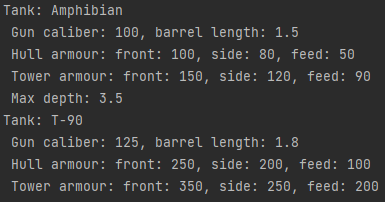 Tank: Amphibian
Gun caliber: 100, barrel length: 1.5
Hull armour: front: 100, side: 80, feed: 50
Tower armour: front: 150, side: 120, feed: 90
Max depth: 3.5
Tank: T-90
Gun caliber: 125, barrel length: 1.8
Hull armour: front: 250, side: 200, feed: 100
Tower armour: front: 350, side: 250, feed: 200